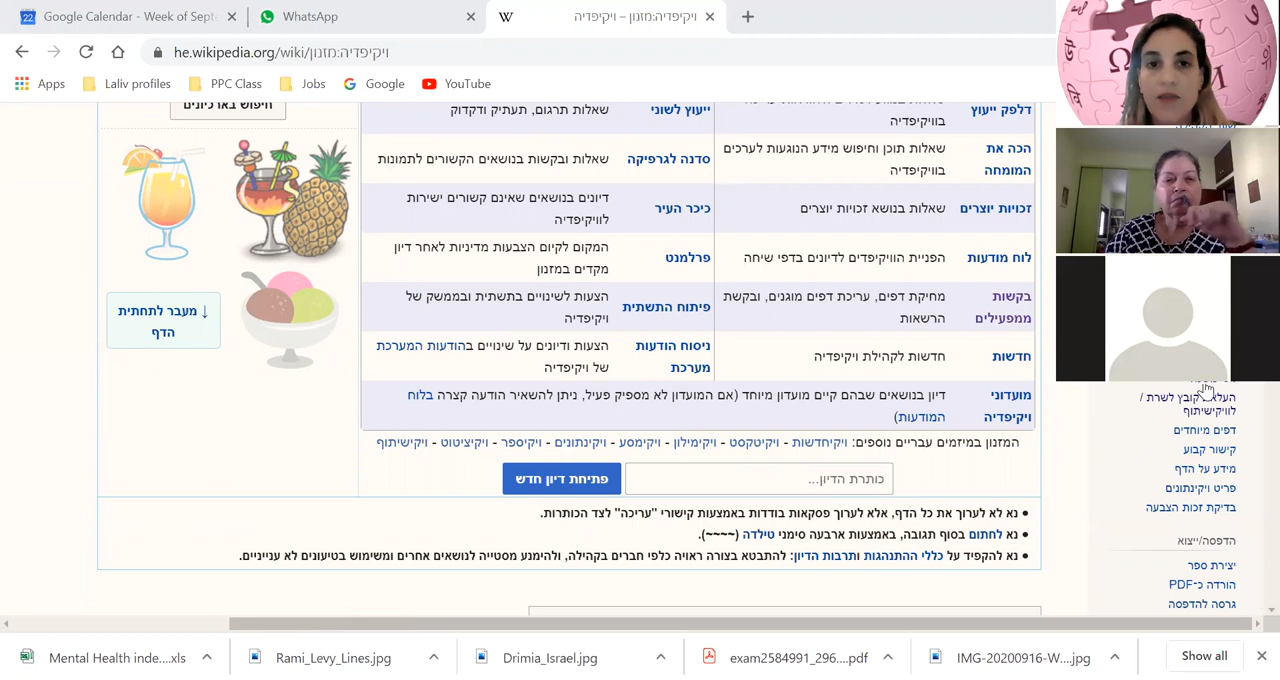 Google Calendar - Week of Sept
WhatsApp
ויקיפדיה:מזנון – ויקיפדיה
he.wikipedia.org/wiki/ויקיפדיה:מזנון
Apps
Laliv profiles
PPC Class
Jobs
Google
YouTube
חיפוש בארכיונים
דלפק ייעוץ
בוויקיפדיה
ייעוץ לשוני
שאלות תרגום, תעתיק ודקדוק
הכה את
המומחה
שאלות תוכן וחיפוש מידע הנוגעות לערכים
בוויקיפדיה
סדנה לגרפיקה
שאלות ובקשות בנושאים הקשורים לתמונות
זכויות יוצרים
שאלות בנושא זכויות יוצרים
כיכר העיר
דיונים בנושאים שאינם קשורים ישירות
לוויקיפדיה
לוח מודעות
הפניית הוויקיפדים לדיונים בדפי שיחה
פרלמנט
המקום לקיום הצבעות מדיניות לאחר דיון
מקדים במזנון
בקשות
ממפעילים
מחיקת דפים, עריכת דפים מוגנים, ובקשת
הרשאות
פיתוח התשתית
הצעות לשינויים בתשתית ובממשק של
ויקיפדיה
חדשות
חדשות לקהילת ויקיפדיה
ניסוח הודעות
מערכת
הצעות ודיונים על שינויים בהודעות המערכת
של ויקיפדיה
מועדוני
ויקיפדיה
דיון בנושאים שבהם קיים מועדון מיוחד (אם המועדון לא מספיק פעיל, ניתן להשאיר הודעה קצרה בלוח
המודעות)
↓ מעבר לתחתית
הדף
המזנון במיזמים עבריים נוספים: ויקיחדשות - ויקיטקסט - ויקימילון - ויקימסע - ויקינתונים - ויקיספר - ויקיציטוט - ויקישיתוף
כותרת הדיון...
פתיחת דיון חדש
● נא לא לערוך את כל הדף, אלא לערוך פסקאות בודדות באמצעות קישורי "עריכה" לצד הכותרות.
● נא לחתום בסוף תגובה, באמצעות ארבעה סימני טילדה (~~~~).
● נא להקפיד על כללי ההתנהגות ותרבות הדיון: להתבטא בצורה ראויה כלפי חברים בקהילה, ולהימנע מסטייה לנושאים אחרים ומשימוש בטיעונים לא ענייניים.
העלאת קובץ לשרת /
לוויקישיתוף
דפים מיוחדים
קישור קבוע
מידע על הדף
פריט ויקינתונים
בדיקת זכות הצבעה
הדפסה/ייצוא
יצירת ספר
הורדה כ-PDF
גרסה להדפסה
Mental Health inde....xls
Rami_Levy_Lines.jpg
Drimia_Israel.jpg
exam2584991_296....pdf
IMG-20200916-W....jpg
Show all